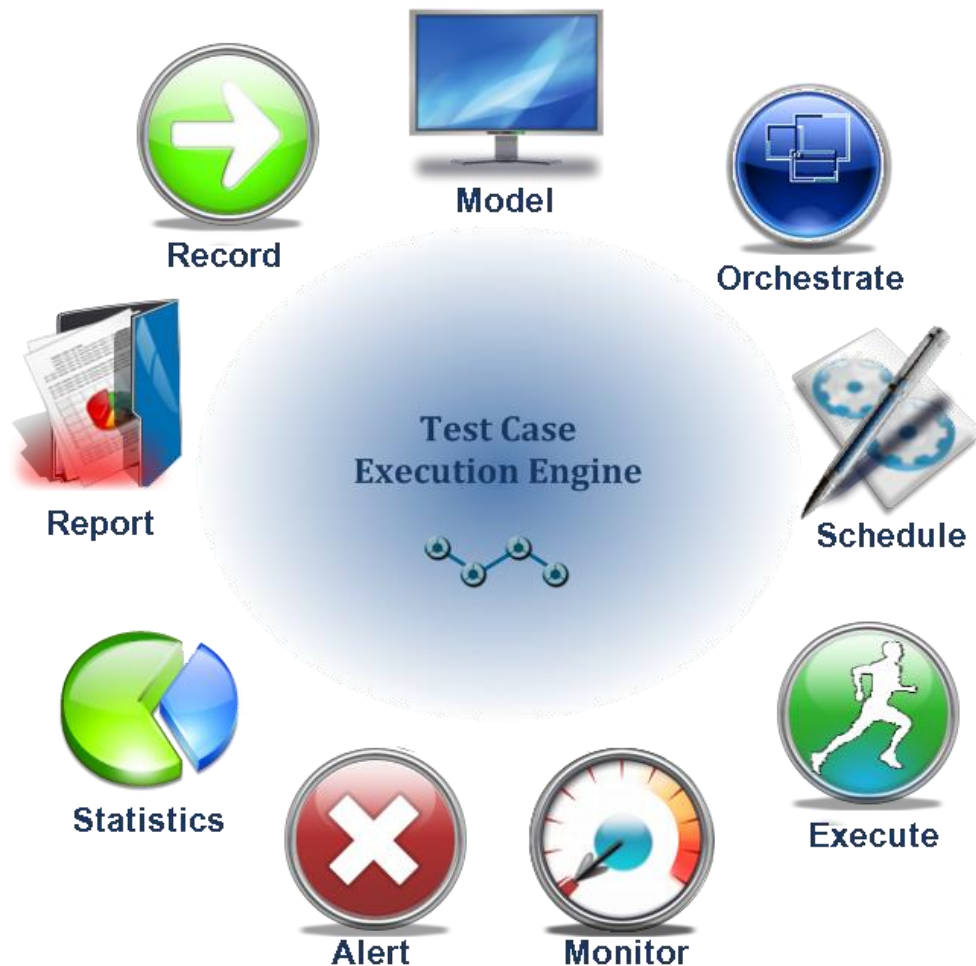 Model
Record
Orchestrate
Test Case
Execution Engine
Report
Schedule
Statistics
Execute
Alert
Monitor